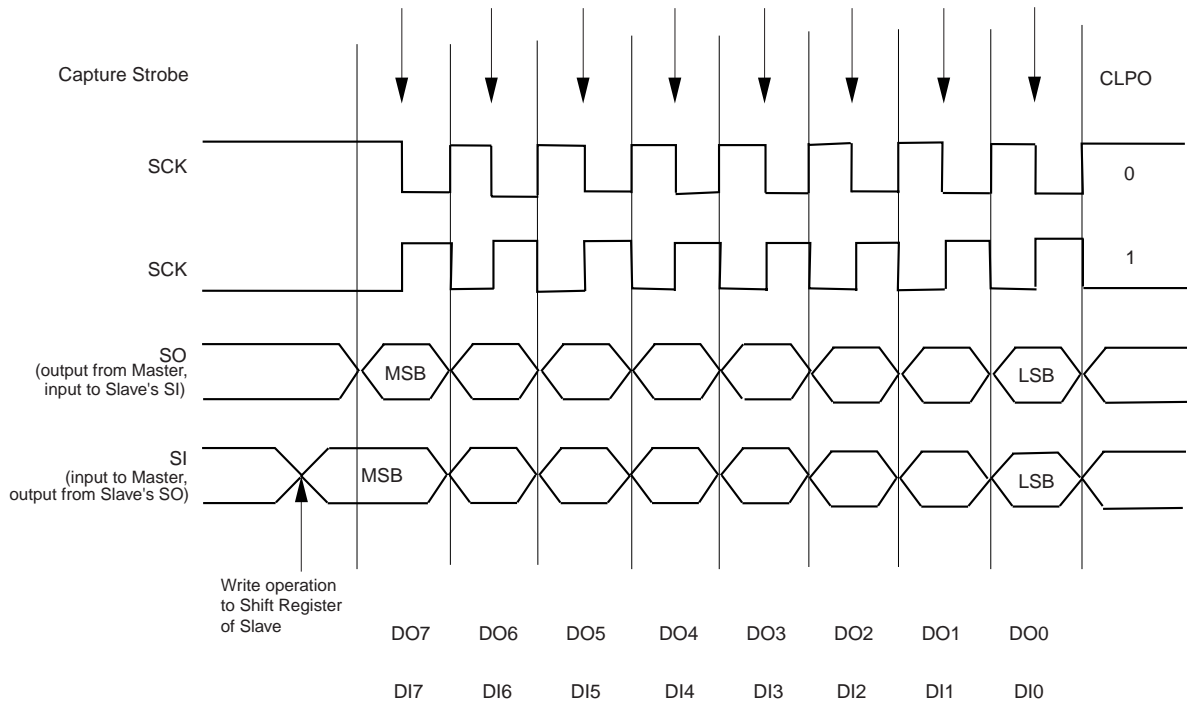 Capture Strobe
CLPO
SCK
0
SCK
1
SO
(output from Master,
input to Slave's SI)
MSB
LSB
SI
(input to Master,
output from Slave's SO)
MSB
LSB
Write operation
to Shift Register
of Slave
DO7 DO6 DO5 DO4 DO3 DO2 DO1 DO0
DI7 DI6 DI5 DI4 DI3 DI2 DI1 DI0